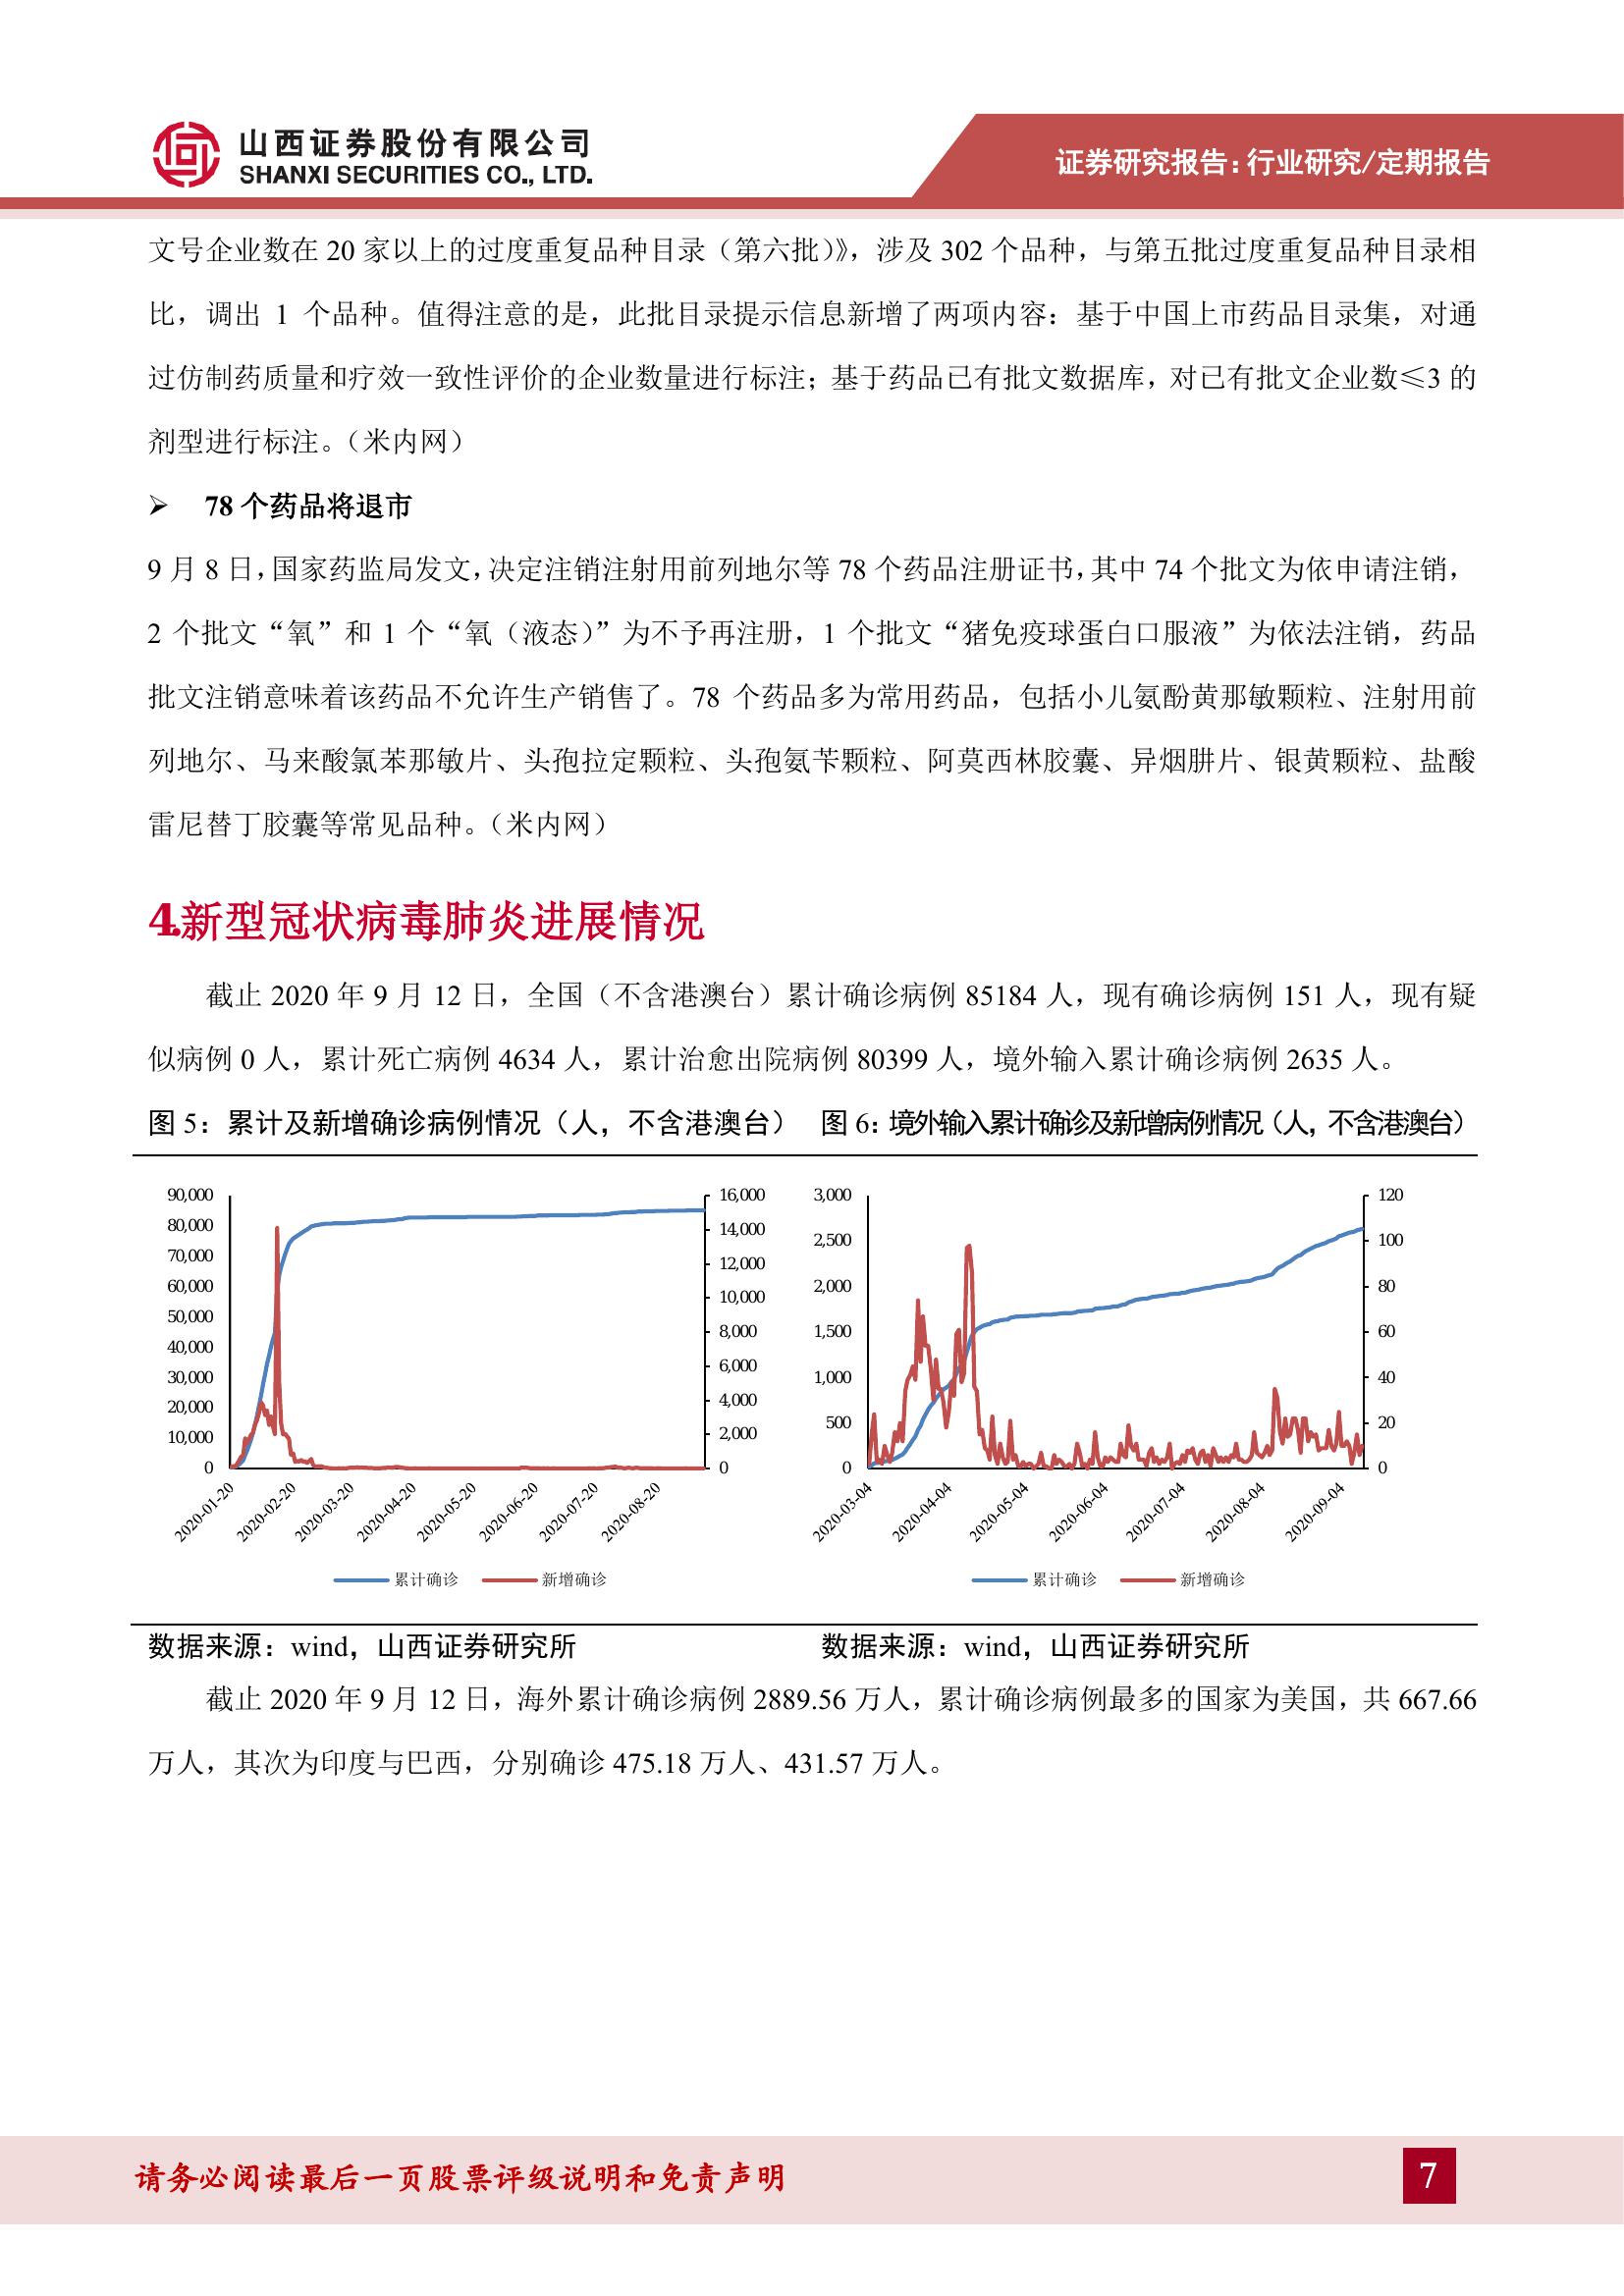 山西证券股份有限公司
SHANXI SECURITIES CO., LTD.
证券研究报告:行业研究/定期报告
文号企业数在 20 家以上的过度重复品种目录（第六批）》，涉及 302 个品种，与第五批过度重复品种目录相
比，调出 1 个品种。值得注意的是，此批目录提示信息新增了两项内容：基于中国上市药品目录集，对通
过仿制药质量和疗效一致性评价的企业数量进行标注；基于药品已有批文数据库，对已有批文企业数≤3 的
剂型进行标注。（米内网）
➢ 78 个药品将退市
9 月 8 日，国家药监局发文，决定注销注射用前列地尔等 78 个药品注册证书，其中 74 个批文为依申请注销，
2 个批文“氧”和 1 个“氧（液态）”为不予再注册，1 个批文“猪免疫球蛋白口服液”为依法注销，药品
批文注销意味着该药品不允许生产销售了。78 个药品多为常用药品，包括小儿氨酚黄那敏颗粒、注射用前
列地尔、马来酸氯苯那敏片、头孢拉定颗粒、头孢氨苄颗粒、阿莫西林胶囊、异烟肼片、银黄颗粒、盐酸
雷尼替丁胶囊等常见品种。（米内网）
4.新型冠状病毒肺炎进展情况
截止 2020 年 9 月 12 日，全国（不含港澳台）累计确诊病例 85184 人，现有确诊病例 151 人，现有疑
似病例 0 人，累计死亡病例 4634 人，累计治愈出院病例 80399 人，境外输入累计确诊病例 2635 人。
图 5：累计及新增确诊病例情况（人，不含港澳台）
90,000
80,000
70,000
60,000
50,000
40,000
30,000
20,000
10,000
0
16,000
14,000
12,000
10,000
8,000
6,000
4,000
2,000
0
2020-01-20
2020-02-20
2020-03-20
2020-04-20
2020-05-20
2020-06-20
2020-07-20
2020-08-20
累计确诊 新增确诊
数据来源：wind，山西证券研究所
图 6：境外输入累计确诊及新增病例情况（人，不含港澳台）
3,000
2,500
2,000
1,500
1,000
500
0
120
100
80
60
40
20
0
2020-03-04
2020-04-04
2020-05-04
2020-06-04
2020-07-04
2020-08-04
2020-09-04
累计确诊 新增确诊
数据来源：wind，山西证券研究所
截止 2020 年 9 月 12 日，海外累计确诊病例 2889.56 万人，累计确诊病例最多的国家为美国，共 667.66
万人，其次为印度与巴西，分别确诊 475.18 万人、431.57 万人。
请务必阅读最后一页股票评级说明和免责声明
7